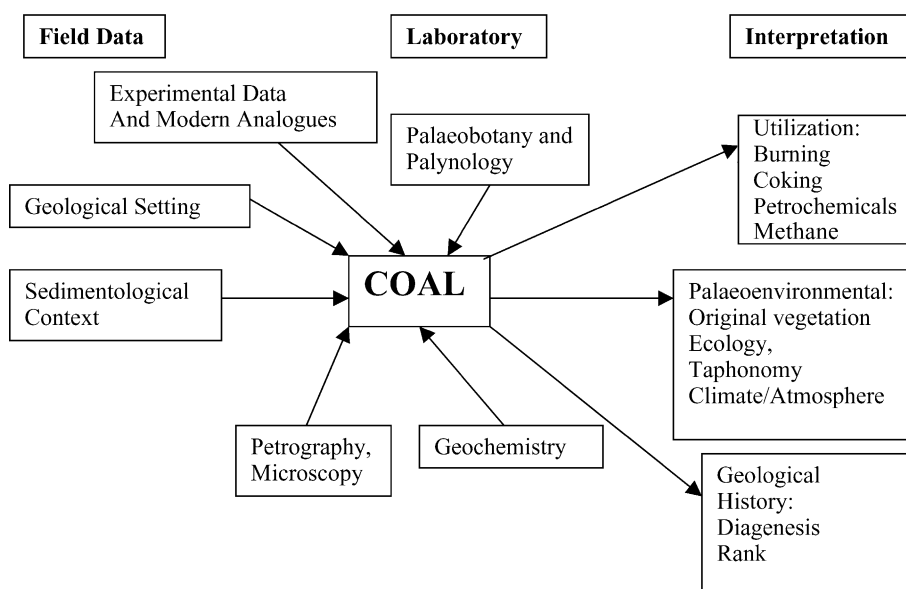 Field Data
Laboratory
Interpretation
Experimental Data
And Modern Analogues
Palaeobotany and
Palynology
Utilization:
Burning
Coking
Petrochemicals
Methane
Geological Setting
COAL
Sedimentological
Context
Palaeoenvironmental:
Original vegetation
Ecology,
Taphonomy
Climate/Atmosphere
Petrography,
Microscopy
Geochemistry
Geological
History:
Diagenesis
Rank